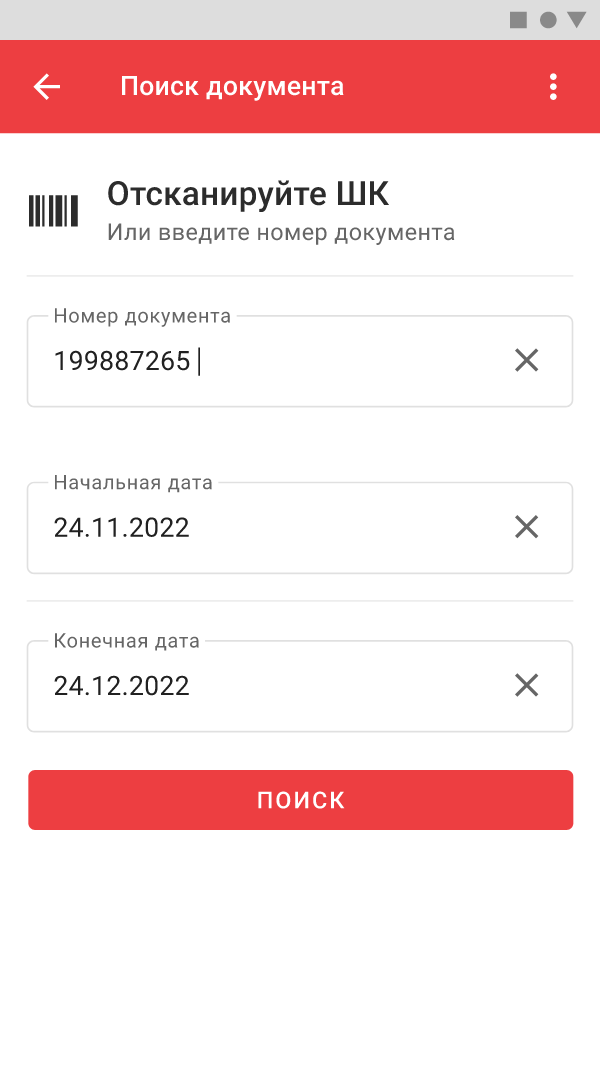 Поиск документа
Отсканируйте ШК
Или введите номер документа
Номер документа
199887265
Начальная дата
24.11.2022
Конечная дата
24.12.2022
ПОИСК